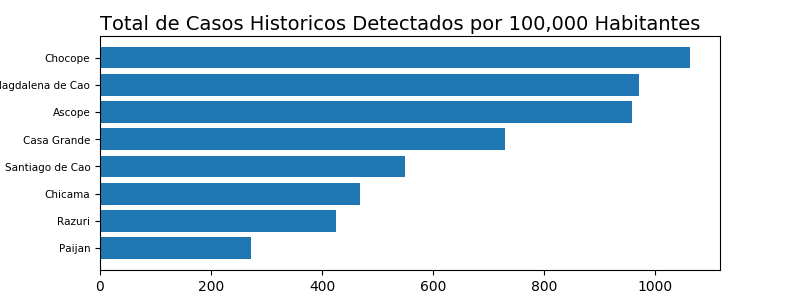 Total de Casos Historicos Detectados por 100,000 Habitantes
Chocope
agdalena de Cao
Ascope
Casa Grande
Santiago de Cao
Chicama
Razuri
Paijan
0 200 400 600 800 1000